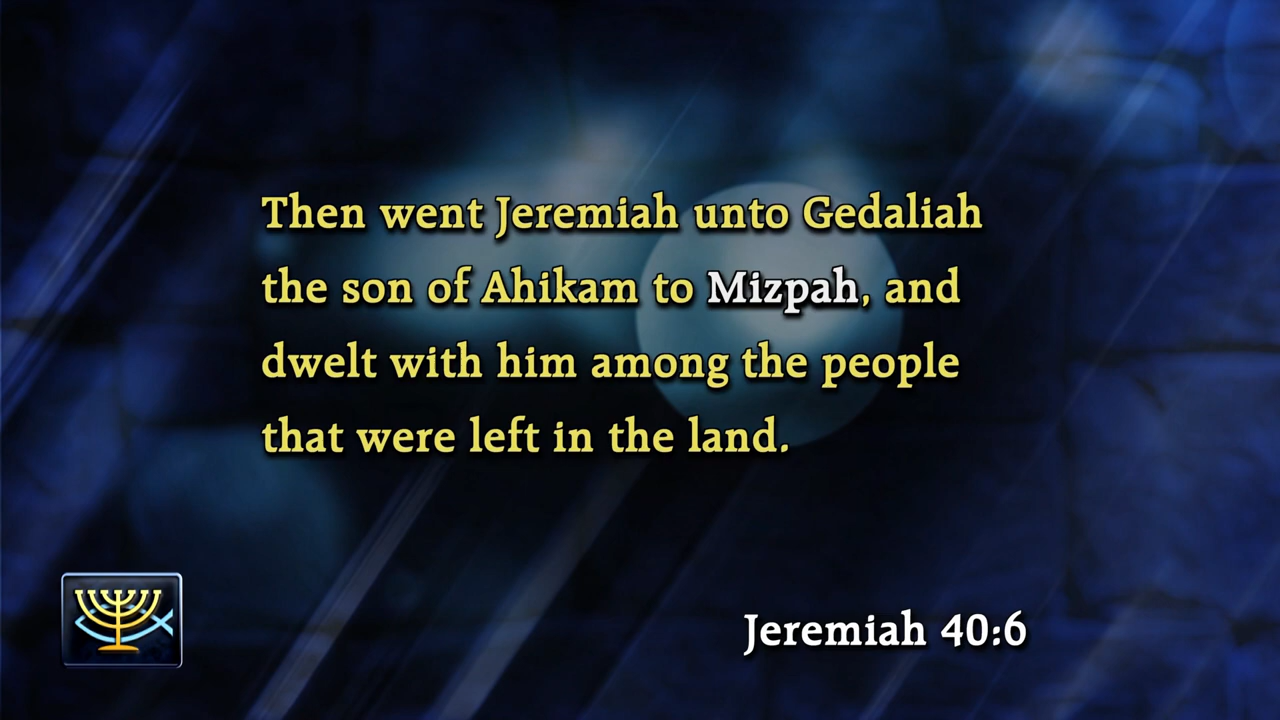 Then went Jeremiah unto Gedaliah
the son of Ahikam to Mizpah, and
dwelt with him among the people
that were left in the land.
Jeremiah 40:6